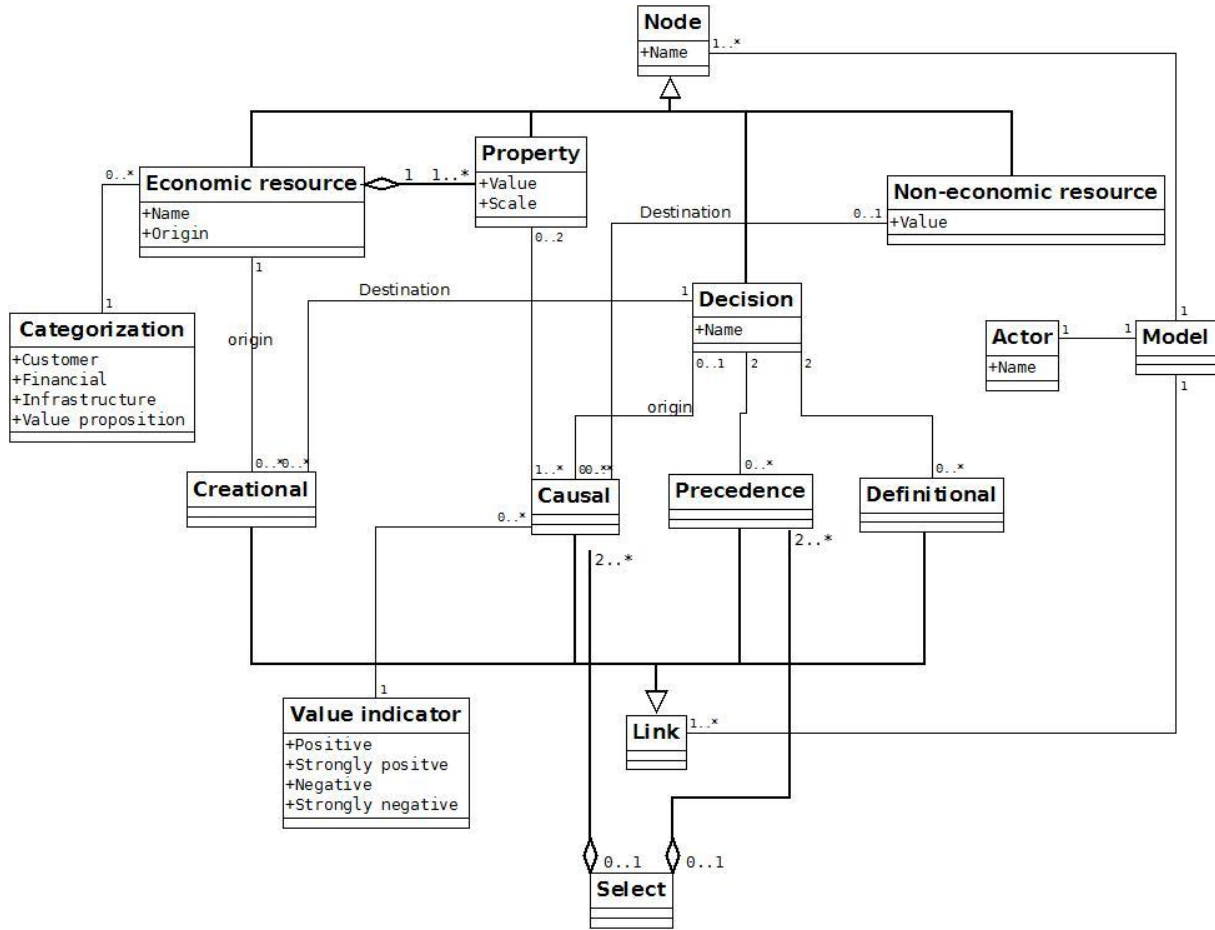 Node
+Name
1..*
Property
+Value
+Scale
Economic resource
+Name
+Origin
0..*
1
1..*
Non-economic resource
+Value
Destination
0..1
0..2
1
Destination
1
Decision
+Name
1
1
Categorization
+Customer
+Financial
+Infrastructure
+Value proposition
origin
Actor
+Name
1
1
Model
0..1
2
2
1
origin
0..*
0..*
Creational
1..*
0..*
0..*
Causal
0..*
Precedence
0..*
Definitional
0..*
2..*
2..*
1
Value indicator
+Positive
+Strongly positve
+Negative
+Strongly negative
Link
1..*
0..1
0..1
Select